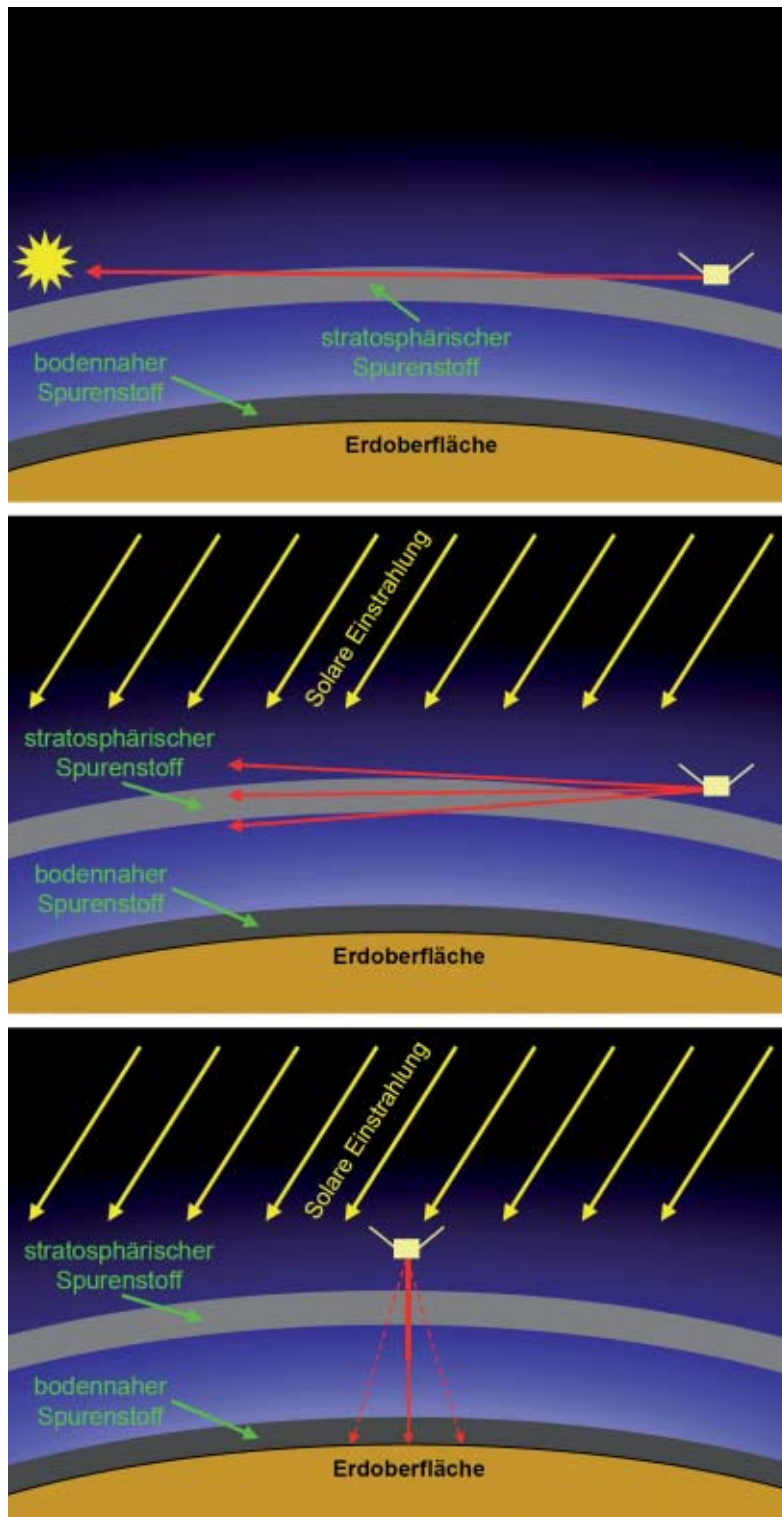 stratosphärischer
Spurenstoff
bodennaher
Spurenstoff
Erdoberfläche
Solare Einstrahlung
stratosphärischer
Spurenstoff
bodennaher
Spurenstoff
Erdoberfläche
Solare Einstrahlung
stratosphärischer
Spurenstoff
bodennaher
Spurenstoff
Erdoberfläche